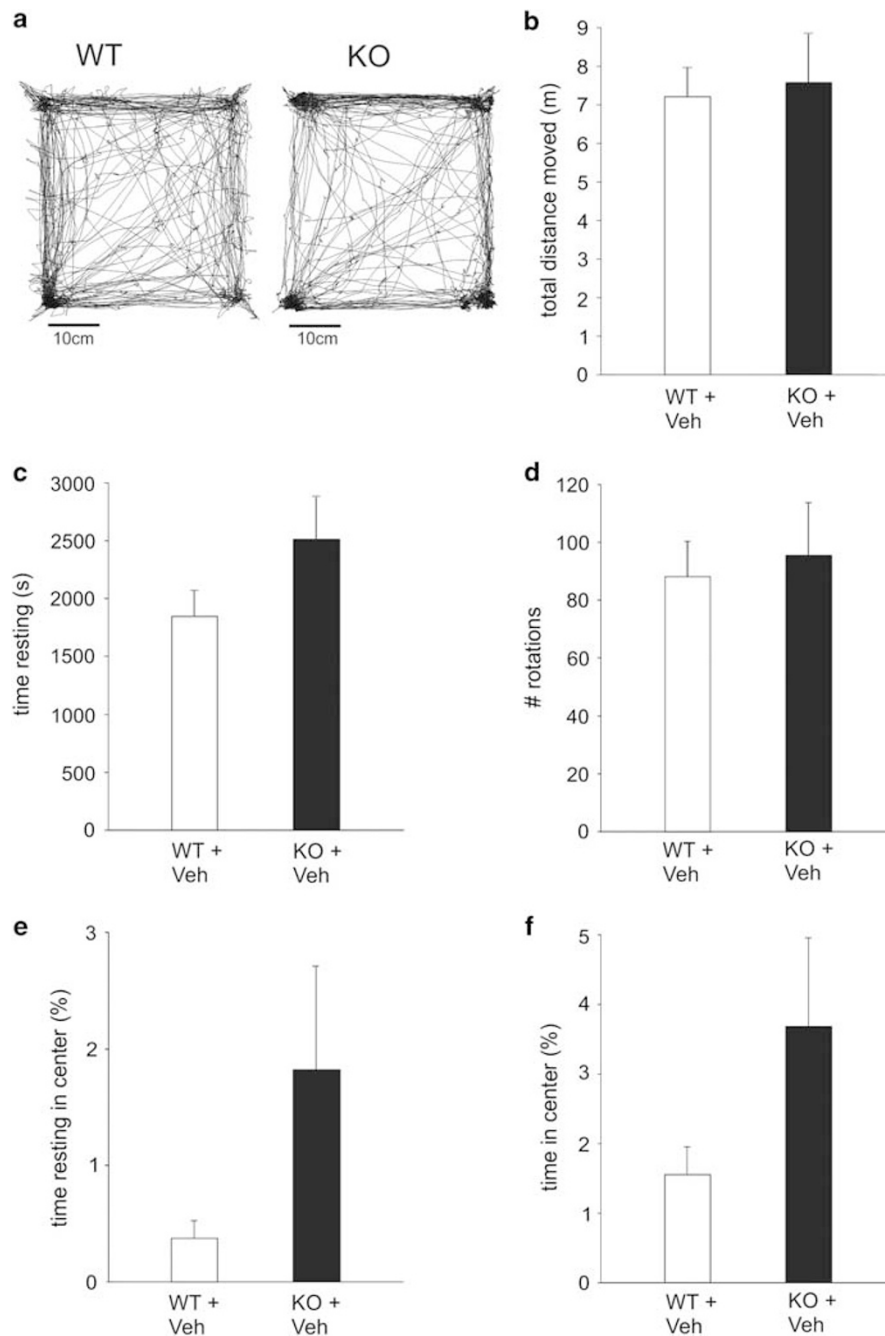 a
WT
KO
10cm
10cm
b
total distance moved (m)
9
8
7
6
5
4
3
2
1
0
WT +
Veh
KO +
Veh
c
time resting (s)
3000
2500
2000
1500
1000
500
0
WT +
Veh
KO +
Veh
d
# rotations
120
100
80
60
40
20
0
WT +
Veh
KO +
Veh
e
time resting in center (%)
3
2
1
0
WT +
Veh
KO +
Veh
f
time in center (%)
5
4
3
2
1
0
WT +
Veh
KO +
Veh